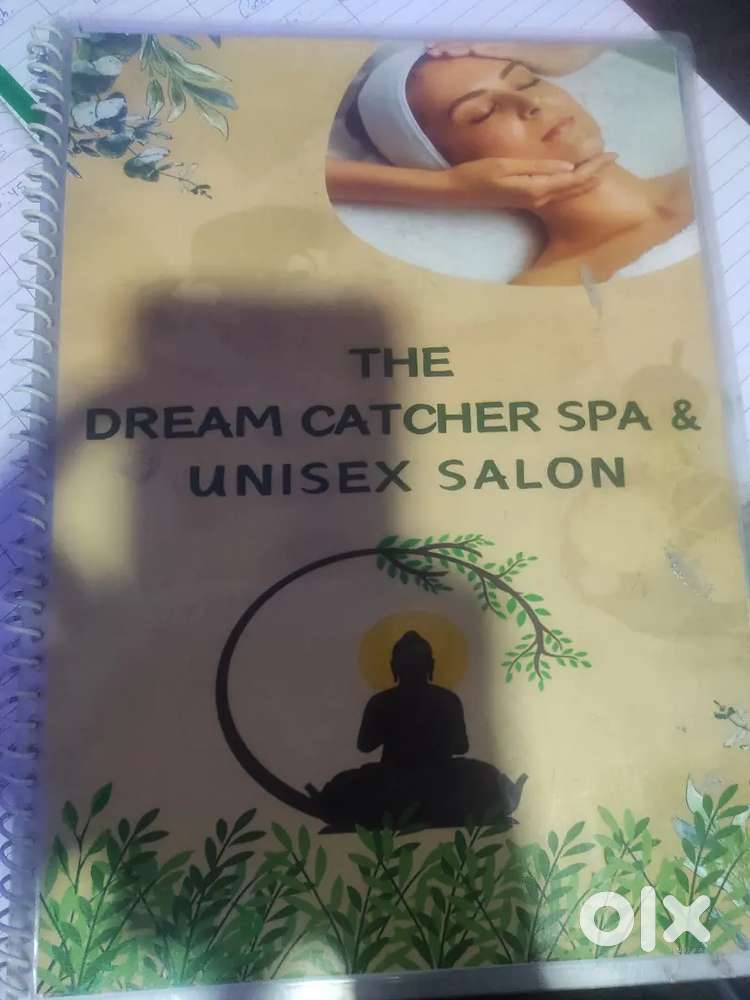 THE
DREAM CATCHER SPA &
UNISEX SALON
olx